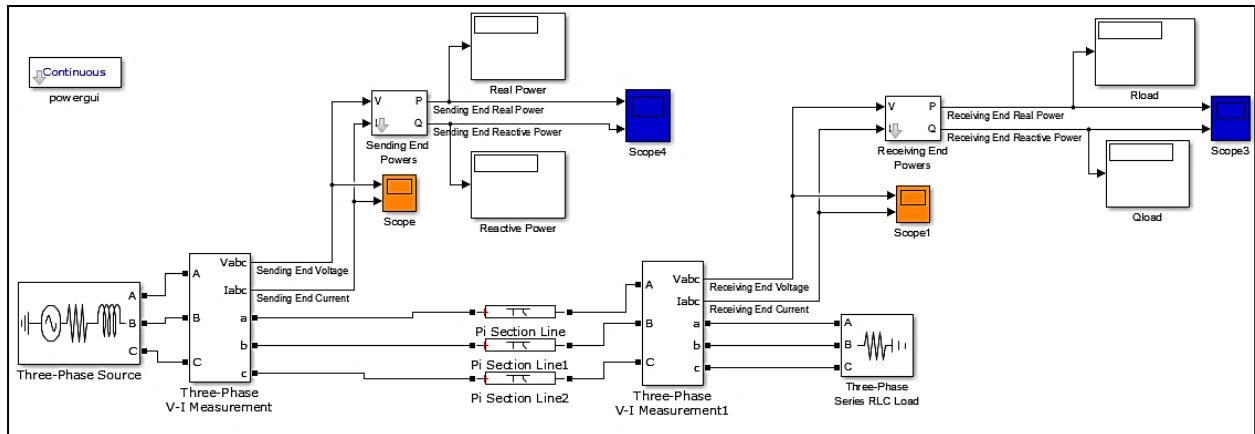 Continuous
powergui
Real Power
V
P
I
Q
Sending End Real Power
Sending End Reactive Power
Sending End
Powers
Scope4
Scope
Reactive Power
Rload
V
P
I
Q
Receiving End Real Power
Receiving End Reactive Power
Receiving End
Powers
Scope3
Scope1
Qload
A
B
C
Three-Phase Source
A
B
C
Vabc
Iabc
a
b
c
Sending End Voltage
Sending End Current
Three-Phase
V-I Measurement
Pi Section Line
Pi Section Line1
Pi Section Line2
A
B
C
Vabc
Iabc
a
b
c
Receiving End Voltage
Receiving End Current
Three-Phase
V-I Measurement1
A
B
C
Three-Phase
Series RLC Load